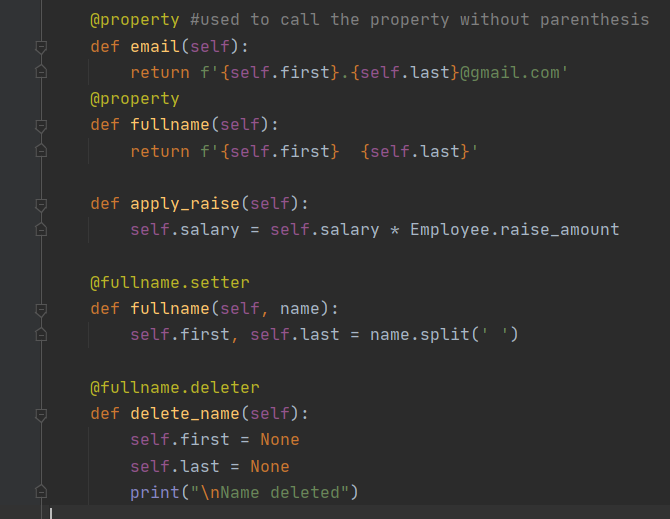 @property #used to call the property without parenthesis
def email(self):
    return f'{self.first}.{self.last}@gmail.com'
@property
def fullname(self):
    return f'{self.first}  {self.last}'

def apply_raise(self):
    self.salary = self.salary * Employee.raise_amount

@fullname.setter
def fullname(self, name):
    self.first, self.last = name.split(' ')

@fullname.deleter
def delete_name(self):
    self.first = None
    self.last = None
    print("\nName deleted")